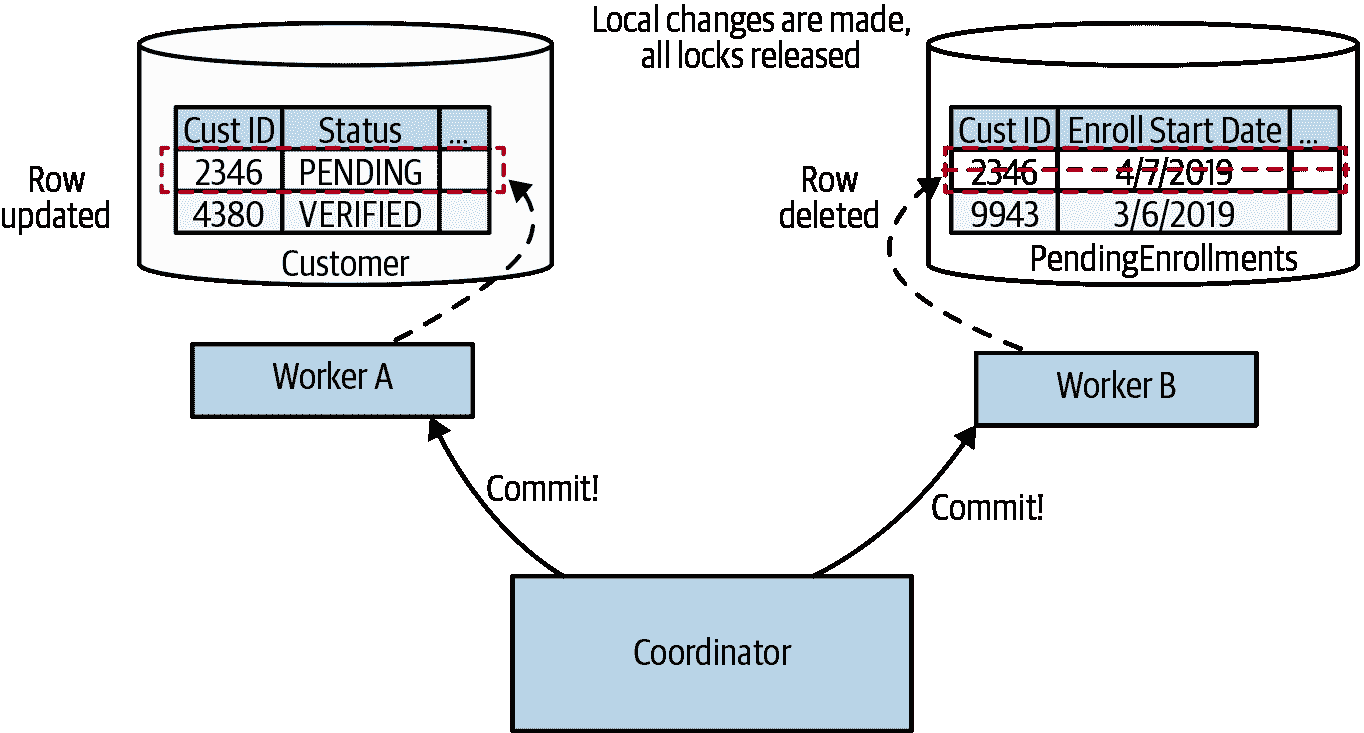 Local changes are made,
all locks released
Cust ID Status ...
2346 PENDING
4380 VERIFIED
Customer
Row
updated
Cust ID Enroll Start Date ...
2346 4/7/2019
9943 3/6/2019
PendingEnrollments
Row
deleted
Worker A
Worker B
Commit!
Commit!
Coordinator